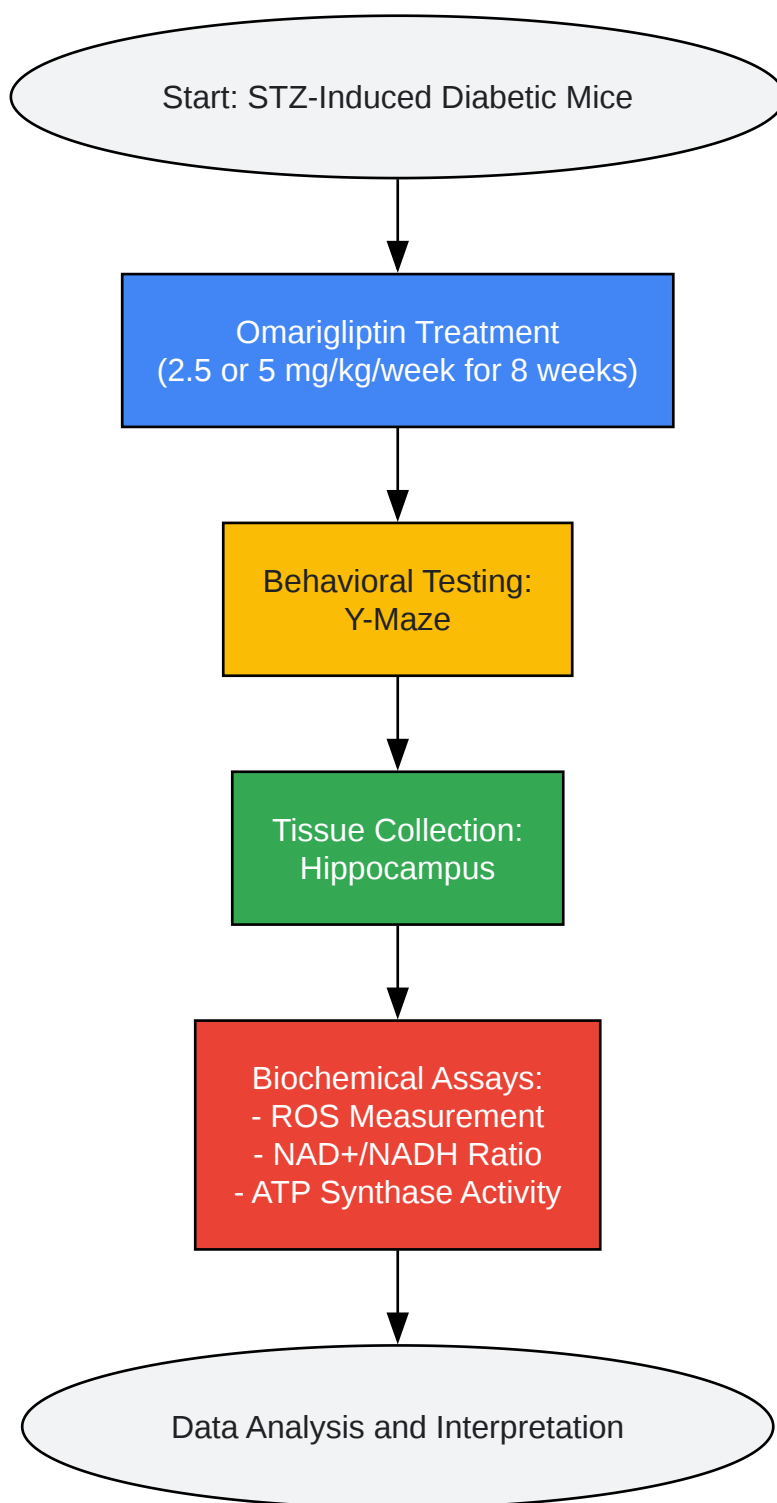 Start: STZ-Induced Diabetic Mice
Omarigliptin Treatment
(2.5 or 5 mg/kg/week for 8 weeks)
Behavioral Testing:
Y-Maze
Tissue Collection:
Hippocampus
Biochemical Assays:
- ROS Measurement
- NAD+/NADH Ratio
- ATP Synthase Activity
Data Analysis and Interpretation